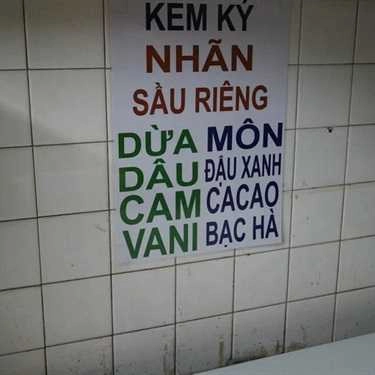 KEM KÝ
NHÃN
SẦU RIÊNG
DỪA MÔN
DÂU ĐẬU XANH
CAM CACAO
VANI BẠC HÀ